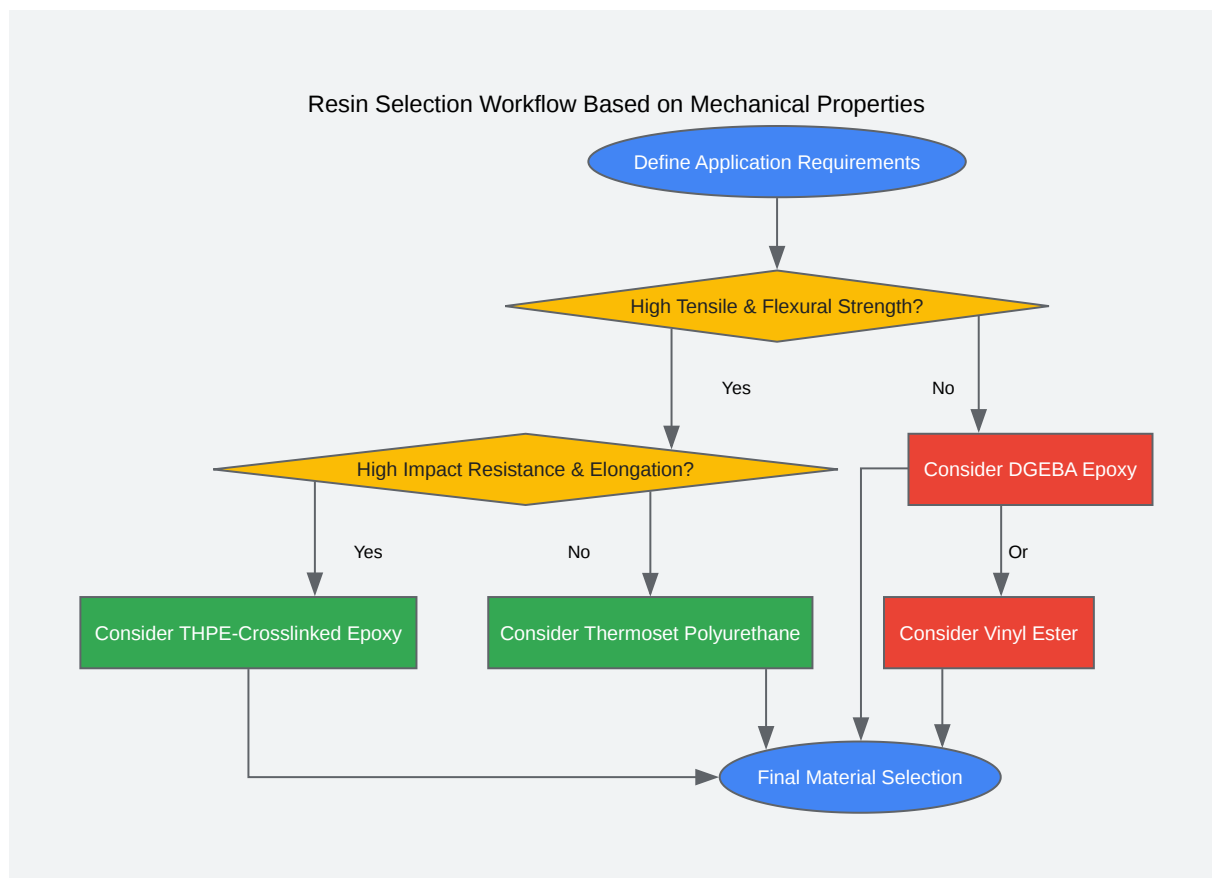 Resin Selection Workflow Based on Mechanical Properties
Define Application Requirements
High Tensile & Flexural Strength?
Yes
No
High Impact Resistance & Elongation?
Consider DGEBA Epoxy
Yes
No
Or
Consider THPE-Crosslinked Epoxy
Consider Thermoset Polyurethane
Consider Vinyl Ester
Final Material Selection